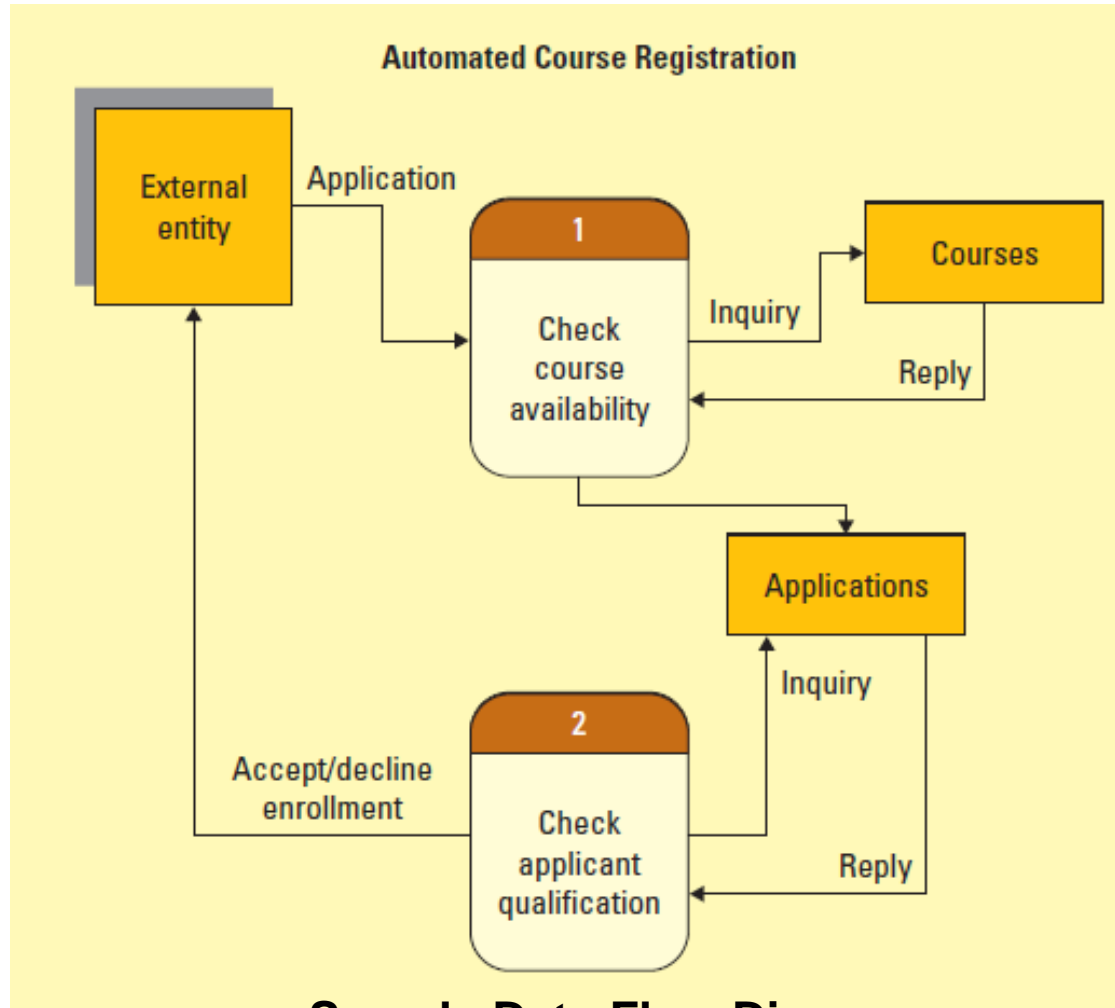 Automated Course Registration
External
entity
Application
1
Check
course
availability
Inquiry
Courses
Reply
Applications
Inquiry
2
Check
applicant
qualification
Accept/decline
enrollment
Reply
Data